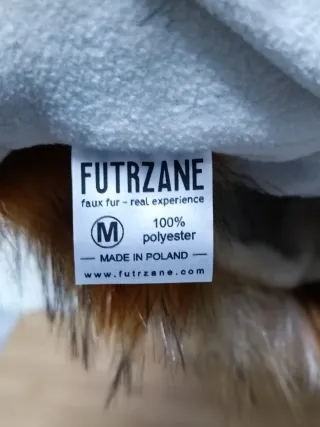 FUTRZANE
faux fur - real experience
M
100%
polyester
MADE IN POLAND
www.futrzane.com